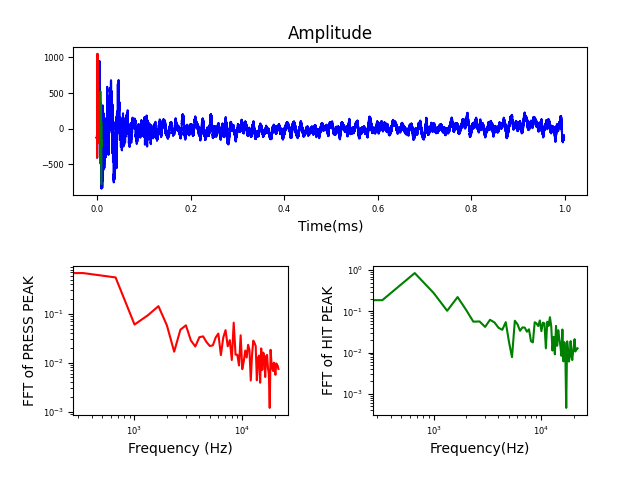 Amplitude
1000
500
0
−500
0.0 0.2 0.4 0.6 0.8 1.0
Time(ms)
FFT of PRESS PEAK
10⁻¹
10⁻²
10⁻³
10³ 10⁴
Frequency (Hz)
FFT of HIT PEAK
10⁰
10⁻¹
10⁻²
10⁻³
10³ 10⁴
Frequency(Hz)